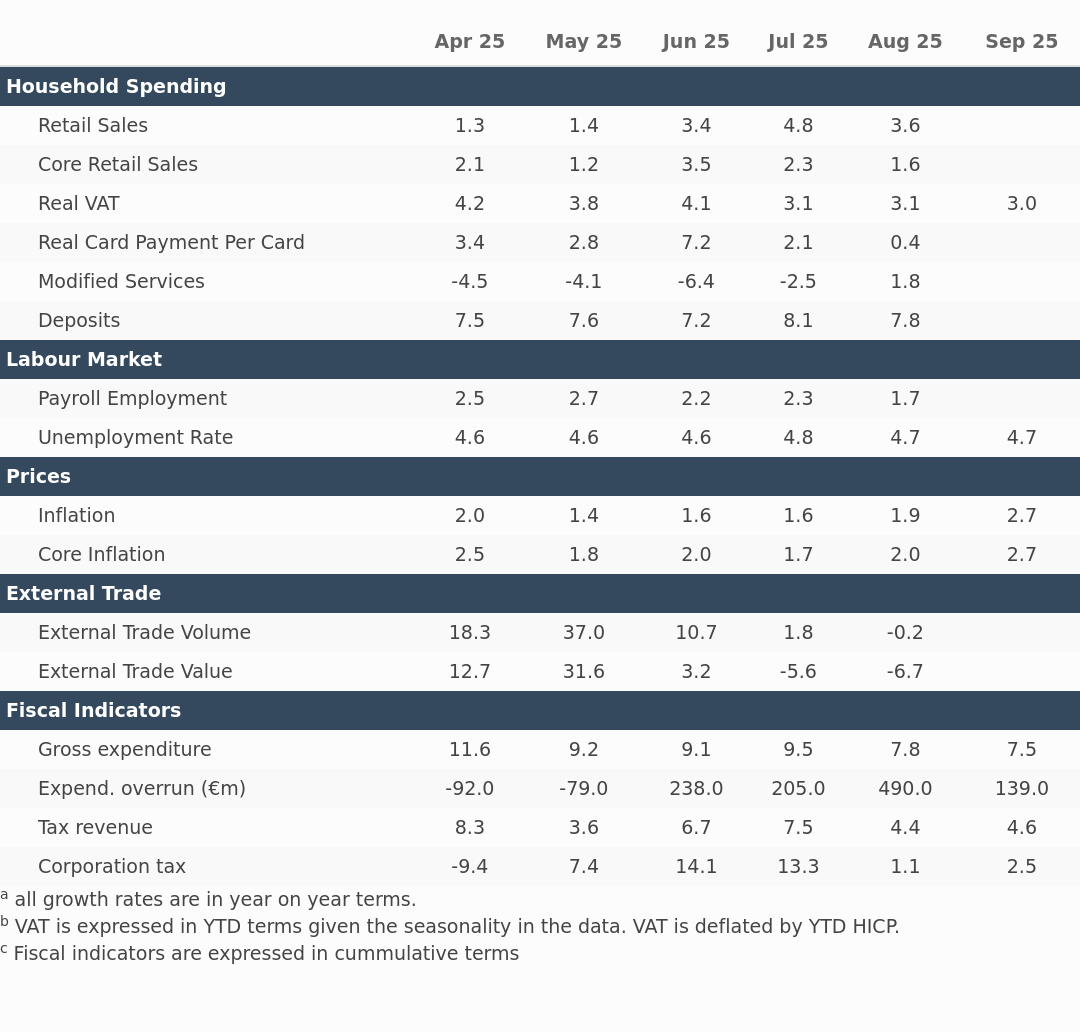 Apr 25 May 25 Jun 25 Jul 25 Aug 25 Sep 25
Household Spending
Retail Sales 1.3 1.4 3.4 4.8 3.6
Core Retail Sales 2.1 1.2 3.5 2.3 1.6
Real VAT 4.2 3.8 4.1 3.1 3.1 3.0
Real Card Payment Per Card 3.4 2.8 7.2 2.1 0.4
Modified Services -4.5 -4.1 -6.4 -2.5 1.8
Deposits 7.5 7.6 7.2 8.1 7.8
Labour Market
Payroll Employment 2.5 2.7 2.2 2.3 1.7
Unemployment Rate 4.6 4.6 4.6 4.8 4.7 4.7
Prices
Inflation 2.0 1.4 1.6 1.6 1.9 2.7
Core Inflation 2.5 1.8 2.0 1.7 2.0 2.7
External Trade
External Trade Volume 18.3 37.0 10.7 1.8 -0.2
External Trade Value 12.7 31.6 3.2 -5.6 -6.7
Fiscal Indicators
Gross expenditure 11.6 9.2 9.1 9.5 7.8 7.5
Expend. overrun (€m) -92.0 -79.0 238.0 205.0 490.0 139.0
Tax revenue 8.3 3.6 6.7 7.5 4.4 4.6
Corporation tax -9.4 7.4 14.1 13.3 1.1 2.5
a all growth rates are in year on year terms.
b VAT is expressed in YTD terms given the seasonality in the data. VAT is deflated by YTD HICP.
c Fiscal indicators are expressed in cummulative terms